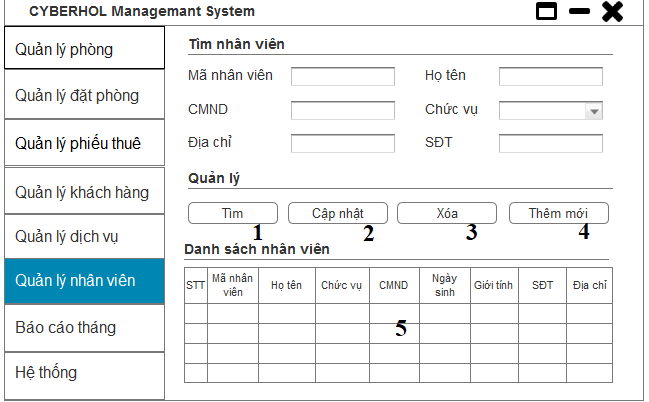 CYBERHOL Managemant System
Quản lý phòng
Quản lý đặt phòng
Quản lý phiếu thuê
Quản lý khách hàng
Quản lý dịch vụ
Quản lý nhân viên
Báo cáo tháng
Hệ thống
Tìm nhân viên
Mã nhân viên
Họ tên
CMND
Chức vụ
Địa chỉ
SĐT
Quản lý
Tìm
Cập nhật
Xóa
Thêm mới
1
2
3
4
Danh sách nhân viên
STT
Mã nhân
viên
Họ tên
Chức vụ
CMND
Ngày
sinh
Giới tính
SĐT
Địa chỉ
5